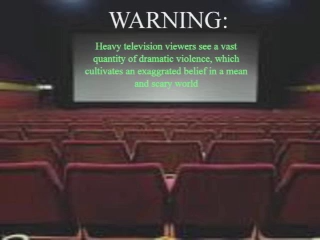 WARNING:
Heavy television viewers see a vast
quantity of dramatic violence, which
cultivates an exaggerated belief in a mean
and scary world